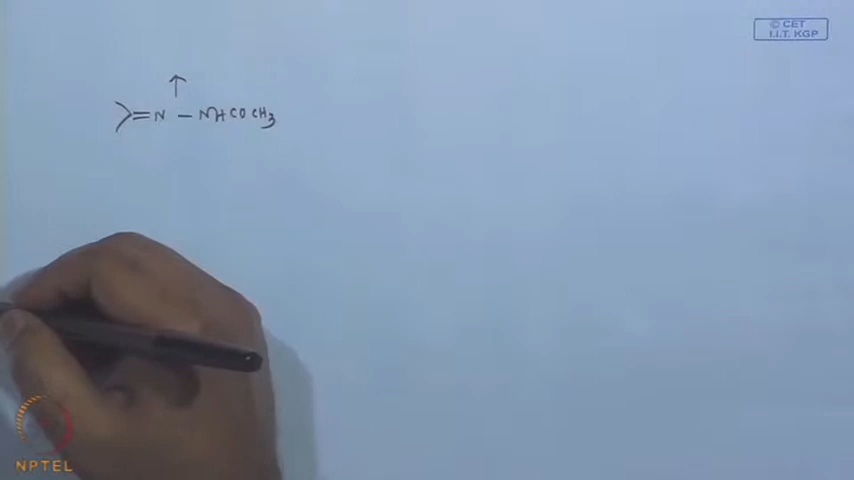 © CET
I.I.T. KGP
>=N – NHCOCH₃
NPTEL